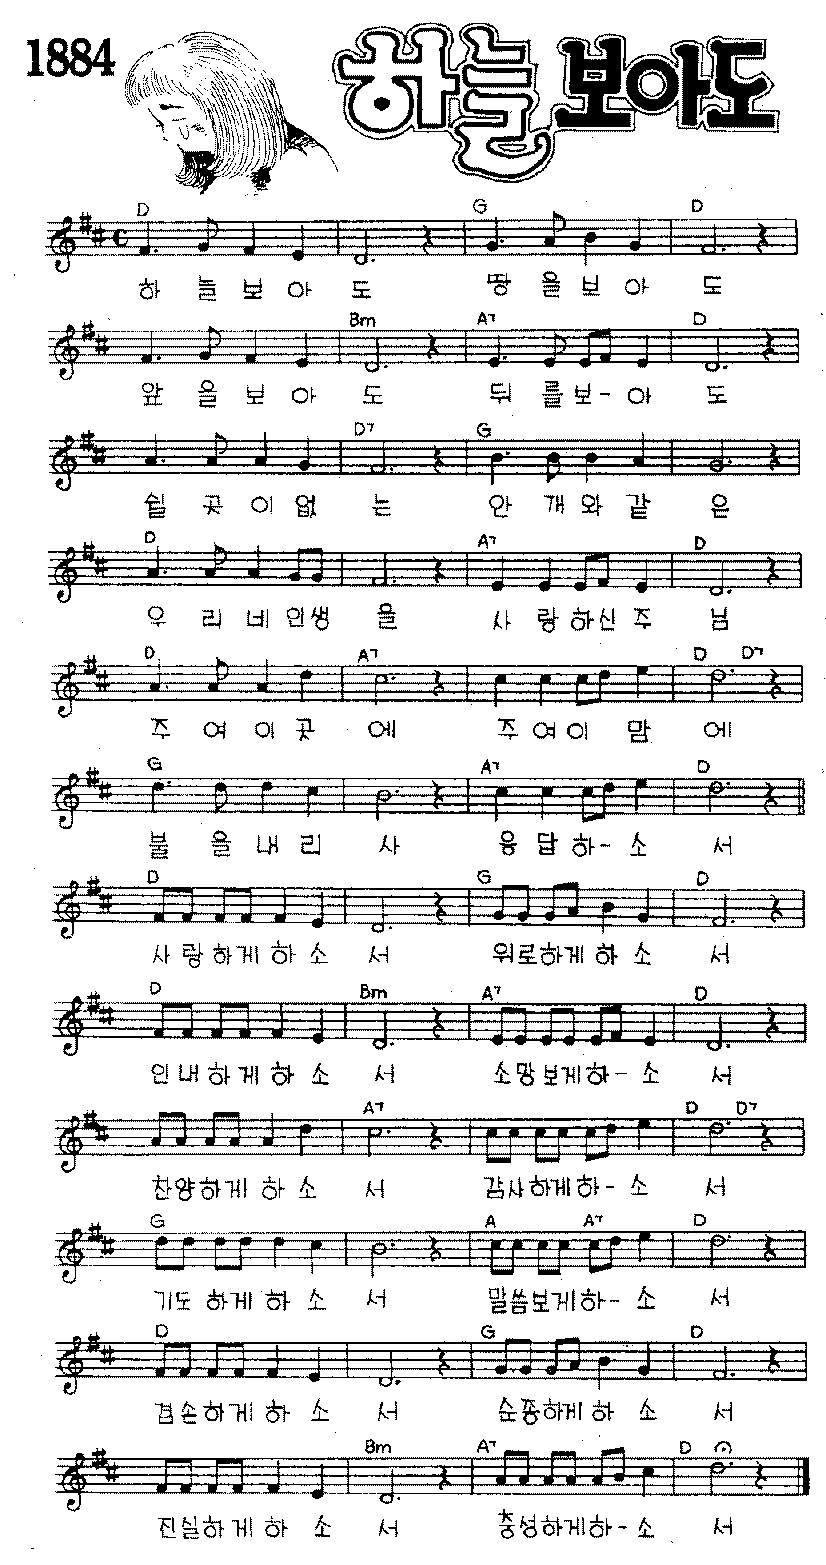 1884
하늘 보아도
D G D
하 늘 보 아 도 땅 을 보 아 도
Bm A7 D
앞 을 보 아 도 뒤 를 보 - 아 도
D7 G
쉴 곳 이 없 는 안 개 와 같 은
D A7 D
우 리 네 인생 을 사 랑 하신 주 님
D A7 D D7
주 여 이 곳 에 주 여 이 맘 에
G A7 D
불 을 내 리 사 응 답 하 - 소 서
D G D
사 랑 하 게 하 소 서 위로하게 하 소 서
D Bm A7 D
인 내 하 게 하 소 서 소망보게하 - 소 서
A7 D D7
찬양하게 하 소 서 감사하게하 - 소 서
G A A7 D
기도 하게 하 소 서 말씀보게하 - 소 서
D G D
겸손하게 하 소 서 순종하게 하 소 서
Bm A7 D
진실하게 하 소 서 충성하게하 - 소 서